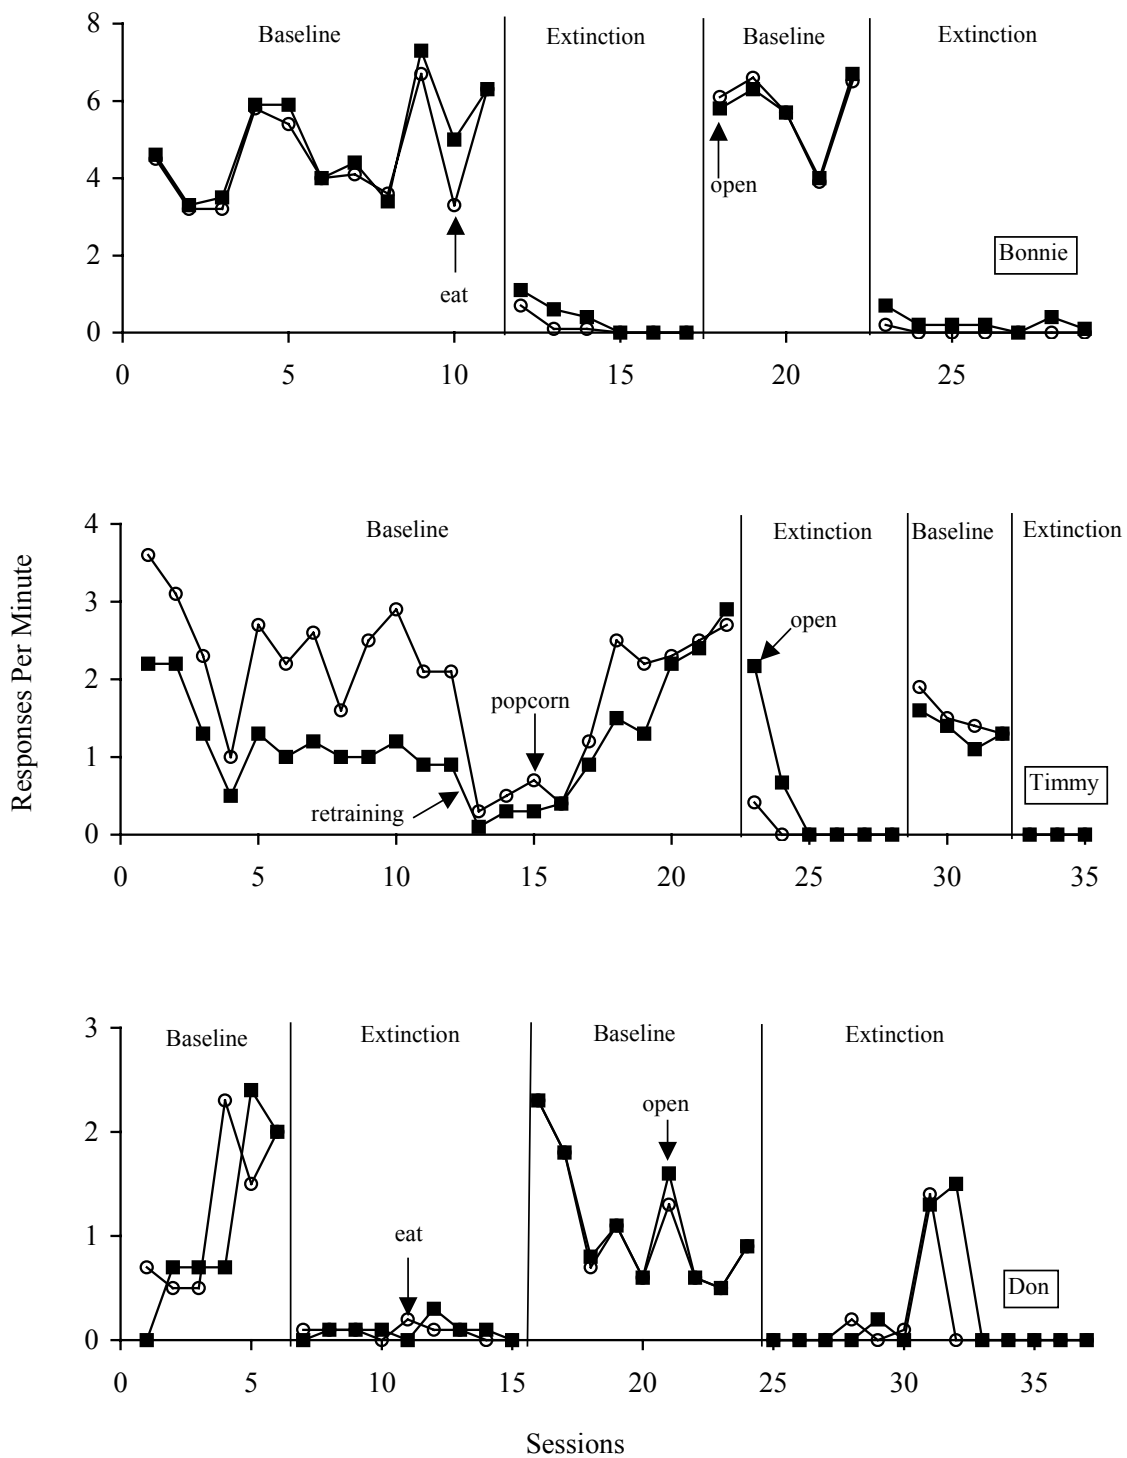 8
Baseline
Extinction
Baseline
Extinction
6
4
open
2
Bonnie
eat
0
0
5
10
15
20
25
Responses Per Minute
4
Baseline
Extinction
Baseline
Extinction
3
open
2
popcorn
1
Timmy
retraining
0
0
5
10
15
20
25
30
35
3
Baseline
Extinction
Baseline
Extinction
2
open
1
eat
Don
0
0
5
10
15
20
25
30
35
Sessions